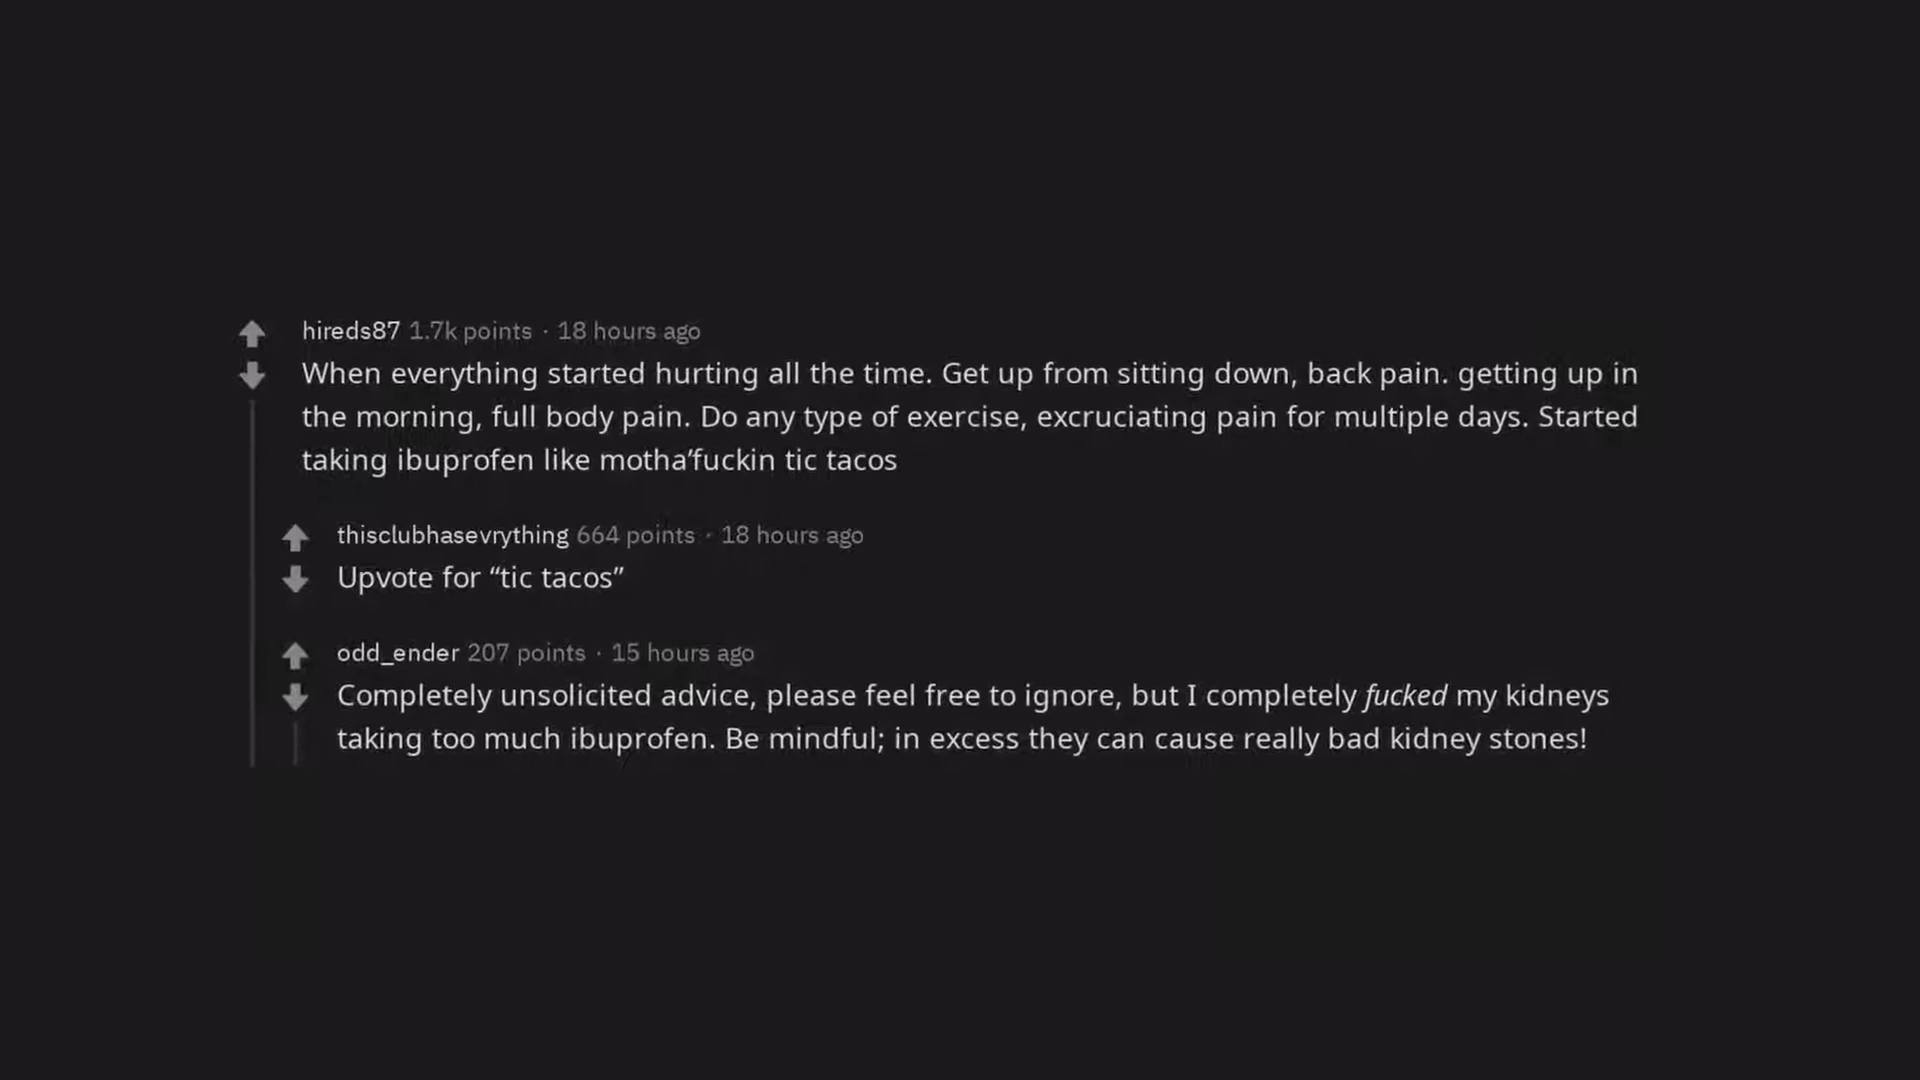 hireds87 1.7k points · 18 hours ago
When everything started hurting all the time. Get up from sitting down, back pain. getting up in
the morning, full body pain. Do any type of exercise, excruciating pain for multiple days. Started
taking ibuprofen like motha’fuckin tic tacos
thisclubhasevrything 664 points · 18 hours ago
Upvote for “tic tacos”
odd_ender 207 points · 15 hours ago
Completely unsolicited advice, please feel free to ignore, but I completely fucked my kidneys
taking too much ibuprofen. Be mindful; in excess they can cause really bad kidney stones!